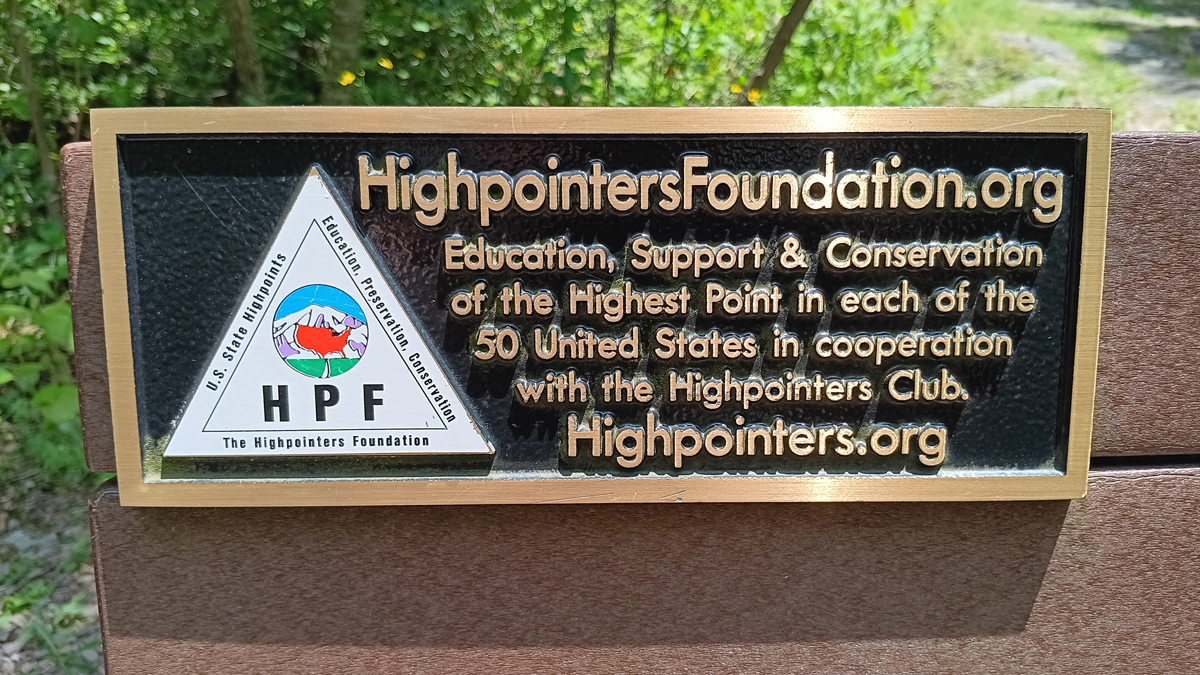 U.S. State Highpoints
Education, Preservation, Conservation
HPF
The Highpointers Foundation
HighpointersFoundation.org
Education, Support & Conservation
of the Highest Point in each of the
50 United States in cooperation
with the Highpointers Club.
Highpointers.org